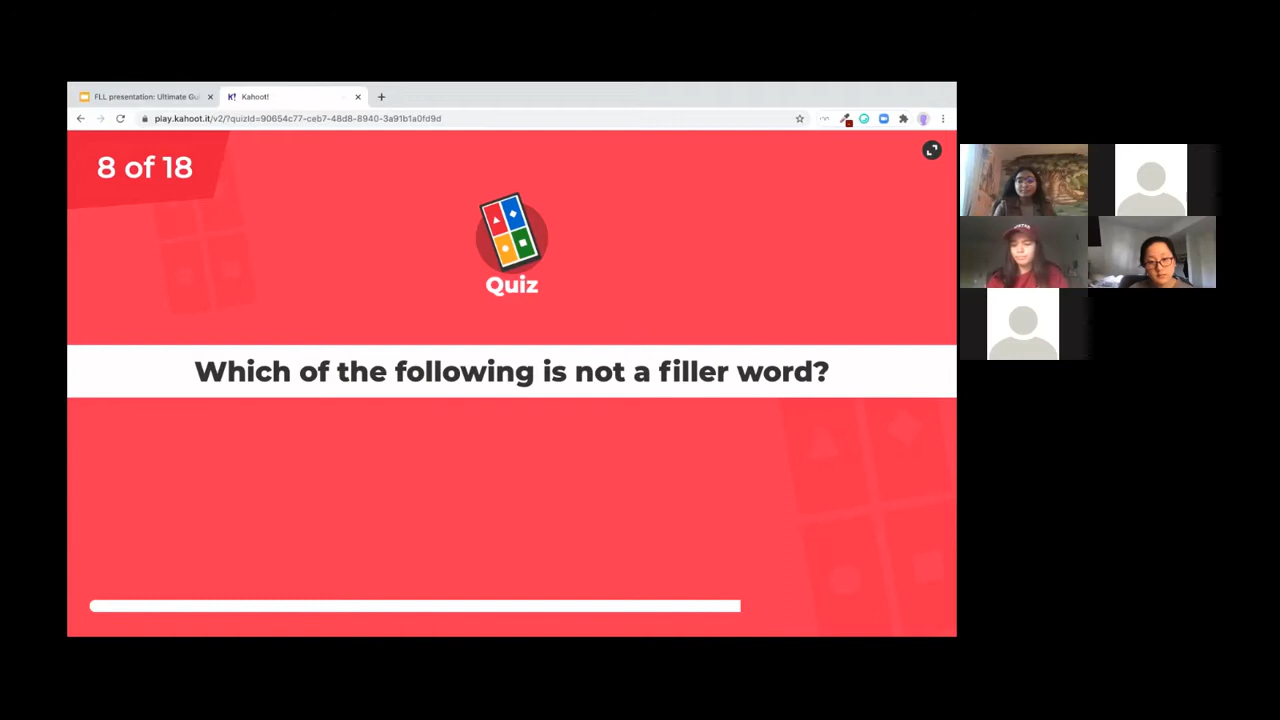 FLL presentation: Ultimate Gui
K! Kahoot!
play.kahoot.it/v2/?quizId=90654c77-ceb7-48d8-8940-3a91b1a0fd9d
8 of 18
Quiz
Which of the following is not a filler word?